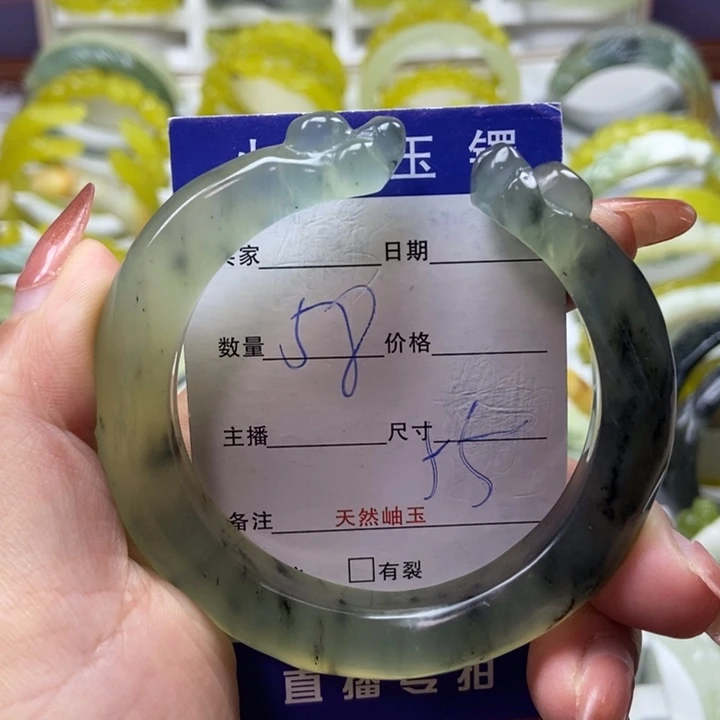 玉镯
家 日期
数量 58 价格
主播 尺寸
备注 天然岫玉
□有裂
直播专拍